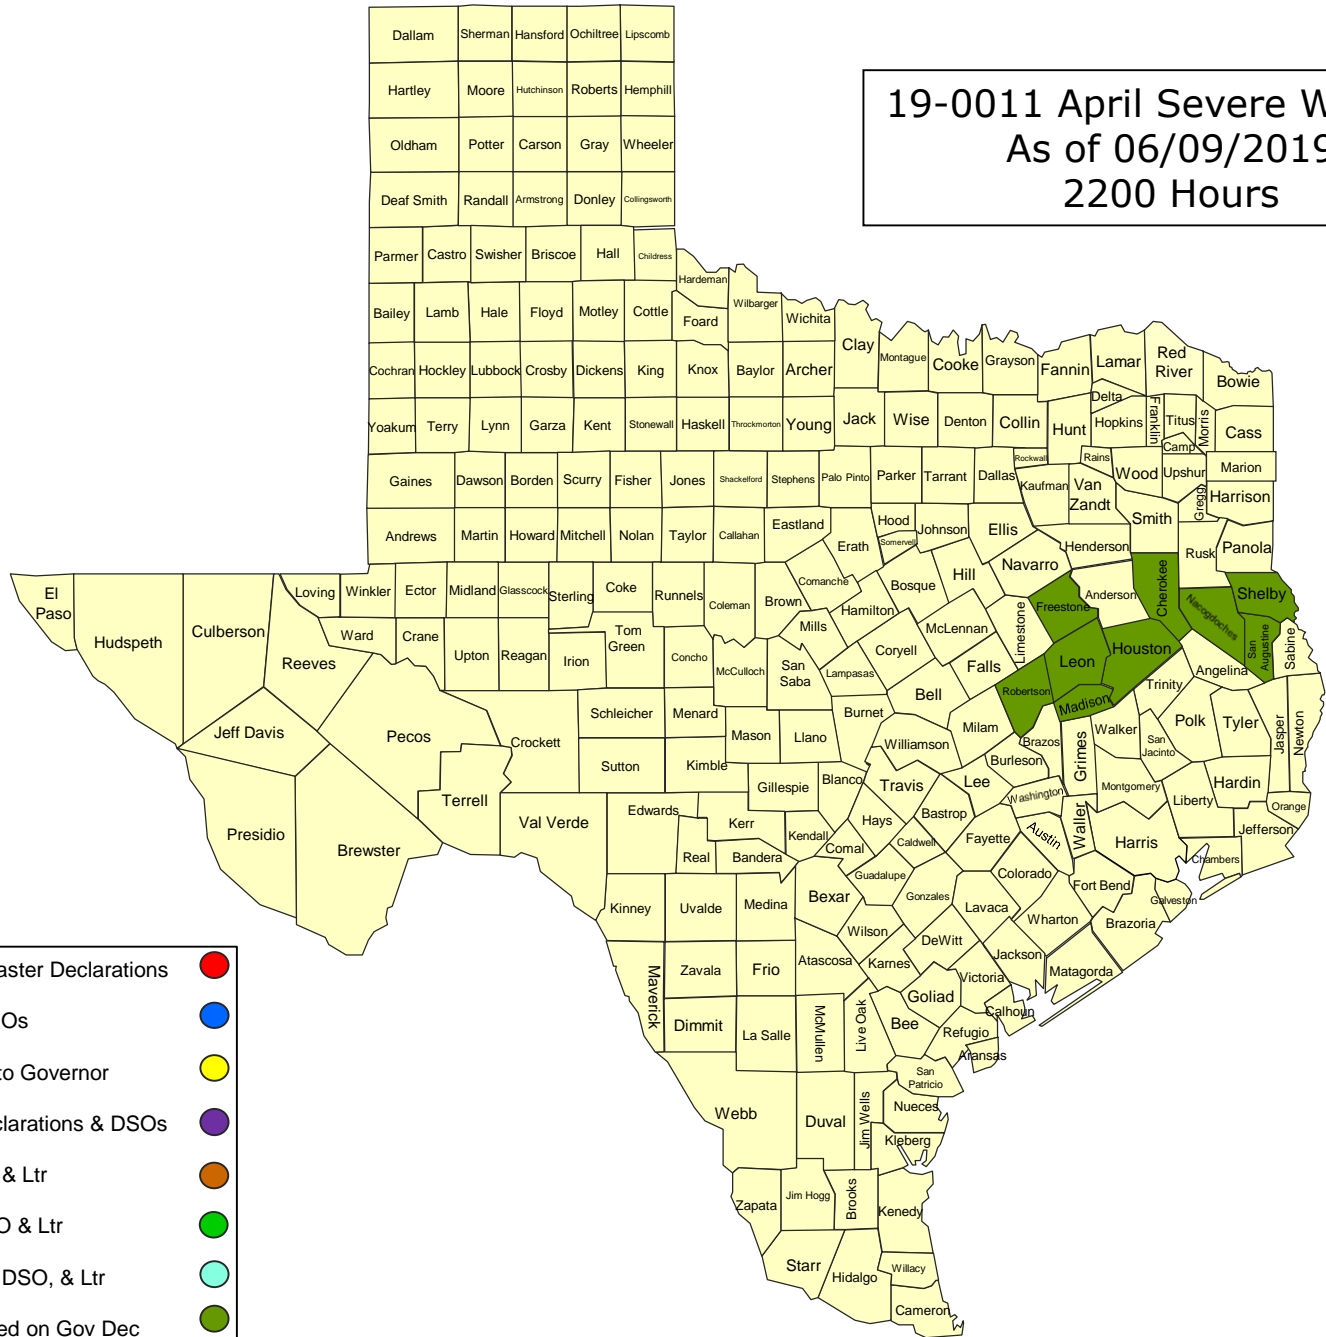 Dallam Sherman Hansford Ochiltree Lipscomb
Hartley Moore Hutchinson Roberts Hemphill
19-0011 April Severe W
As of 06/09/2019
2200 Hours
Oldham Potter Carson Gray Wheeler
Deaf Smith Randall Armstrong Donley Collingsworth
Parmer Castro Swisher Briscoe Hall Childress
Hardeman
Bailey Lamb Hale Floyd Motley Cottle Foard Wilbarger Wichita
Clay Montague Cooke Grayson Fannin Lamar Red
River Bowie
Cochran Hockley Lubbock Crosby Dickens King Knox Baylor Archer
Delta
Yoakum Terry Lynn Garza Kent Stonewall Haskell Throckmorton Young Jack Wise Denton Collin Hunt Hopkins Franklin Titus Morris Cass
Camp
Rockwall Rains
Gaines Dawson Borden Scurry Fisher Jones Shackelford Stephens Palo Pinto Parker Tarrant Dallas Kaufman Van
Zandt Wood Upshur Marion
Gregg Harrison
Andrews Martin Howard Mitchell Nolan Taylor Callahan Eastland Erath Hood Somervell Johnson Ellis Henderson Smith Rusk Panola
El
Paso Hudspeth Culberson Loving Winkler Ector Midland Glasscock Sterling Coke Runnels Coleman Brown Comanche Hamilton Bosque Hill Navarro Freestone Anderson Cherokee Nacogdoches Shelby
Reeves Ward Crane Upton Reagan Irion Tom
Green Concho McCulloch San
Saba Mills Lampasas Coryell McLennan Limestone Falls Leon Houston Angelina San
Augustine Sabine
Jeff Davis Pecos Crockett Schleicher Menard Mason Llano Burnet Bell Milam Robertson Madison Trinity Walker San
Jacinto Polk Tyler Jasper Newton
Sutton Kimble Gillespie Blanco Williamson Travis Lee Burleson Brazos Grimes Washington Montgomery Liberty Hardin Orange
Presidio Brewster Terrell Val Verde Edwards Real Kerr Bandera Kendall Comal Hays Caldwell Bastrop Fayette Austin Waller Harris Jefferson Chambers
Kinney Uvalde Medina Bexar Guadalupe Gonzales Lavaca Colorado Wharton Fort Bend Brazoria Galveston
Maverick Zavala Frio Atascosa Wilson Karnes DeWitt Victoria Jackson Matagorda
Dimmit La Salle McMullen Live Oak Bee Goliad Refugio Calhoun Aransas
San
Patricio
Webb Duval Jim Wells Nueces
Kleberg
Zapata Jim Hogg Brooks Kenedy
Starr Hidalgo Willacy
Cameron
aster Declarations
Os
to Governor
clarations & DSOs
& Ltr
O & Ltr
DSO, & Ltr
ed on Gov Dec